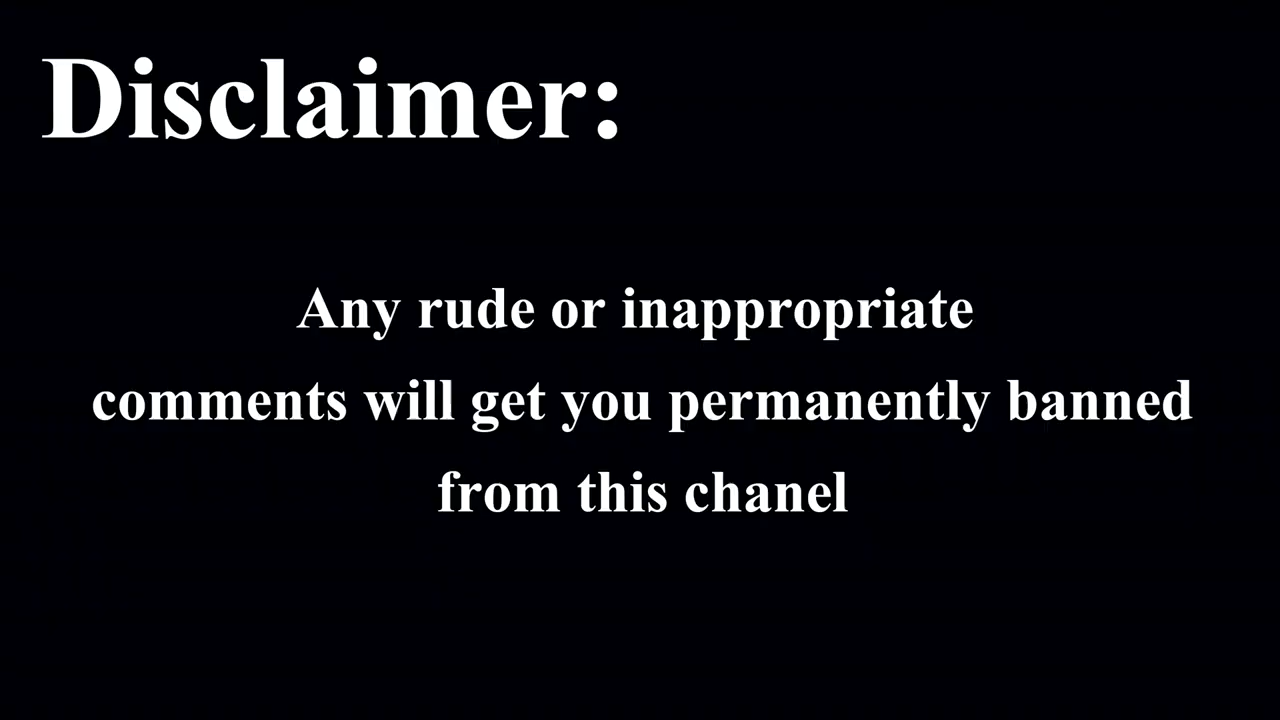 Disclaimer:
Any rude or inappropriate
comments will get you permanently banned
from this chanel